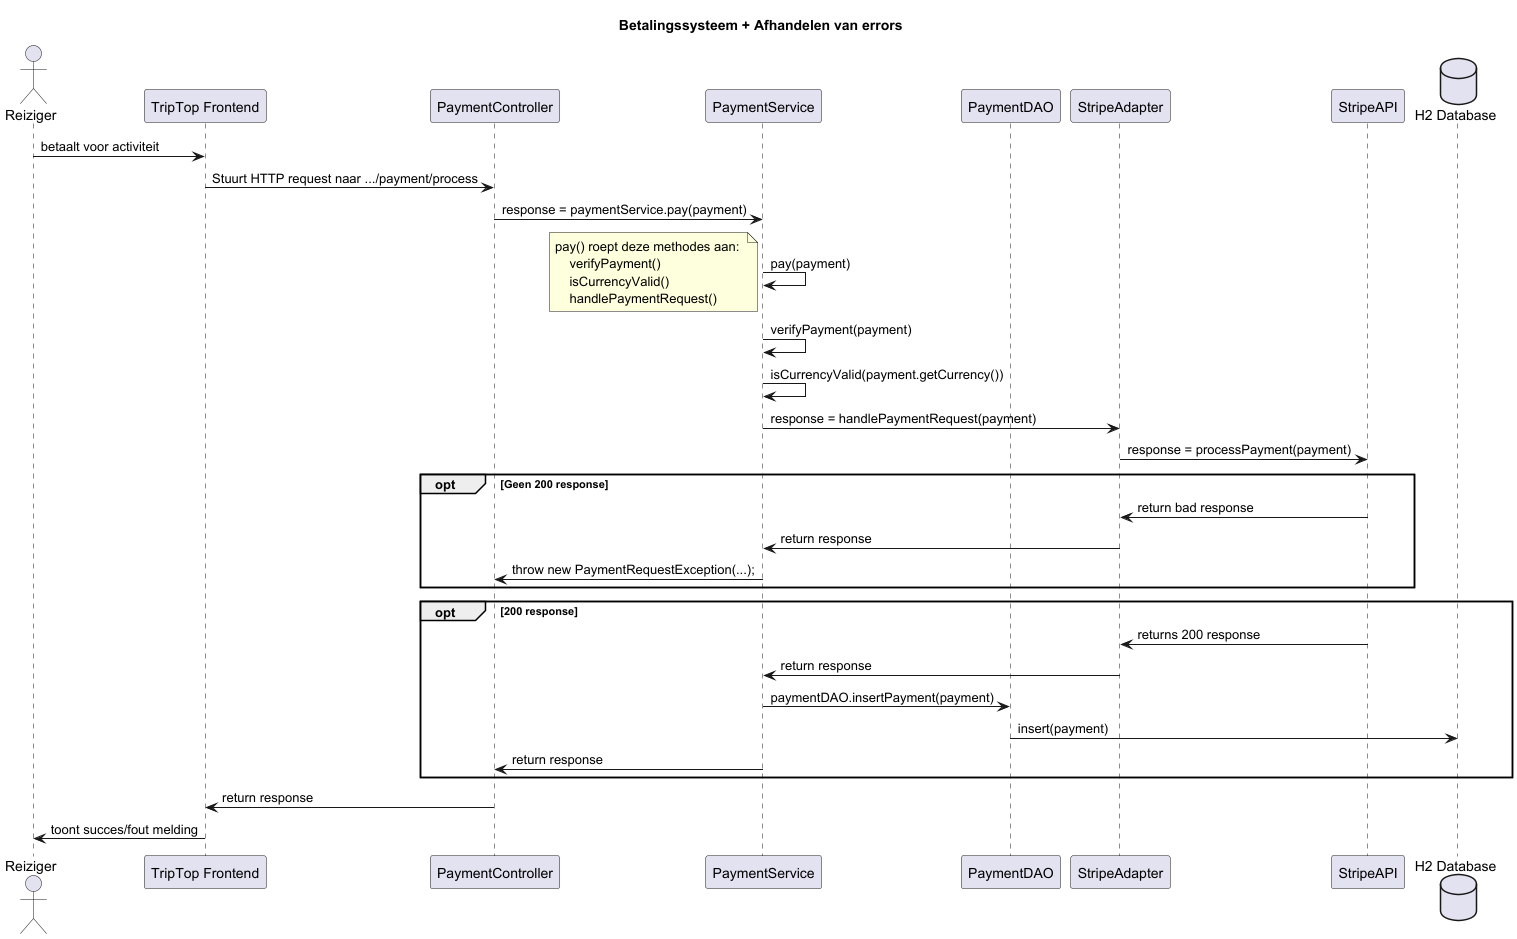 Betalingssysteem + Afhandelen van errors
Reiziger
TripTop Frontend
PaymentController
PaymentService
PaymentDAO
StripeAdapter
StripeAPI
H2 Database
betaalt voor activiteit
Stuurt HTTP request naar .../payment/process
response = paymentService.pay(payment)
pay() roept deze methodes aan:
verifyPayment()
isCurrencyValid()
handlePaymentRequest()
pay(payment)
verifyPayment(payment)
isCurrencyValid(payment.getCurrency())
response = handlePaymentRequest(payment)
response = processPayment(payment)
opt
[Geen 200 response]
return bad response
return response
throw new PaymentRequestException(...);
opt
[200 response]
returns 200 response
return response
paymentDAO.insertPayment(payment)
insert(payment)
return response
return response
toont succes/fout melding
Reiziger
TripTop Frontend
PaymentController
PaymentService
PaymentDAO
StripeAdapter
StripeAPI
H2 Database